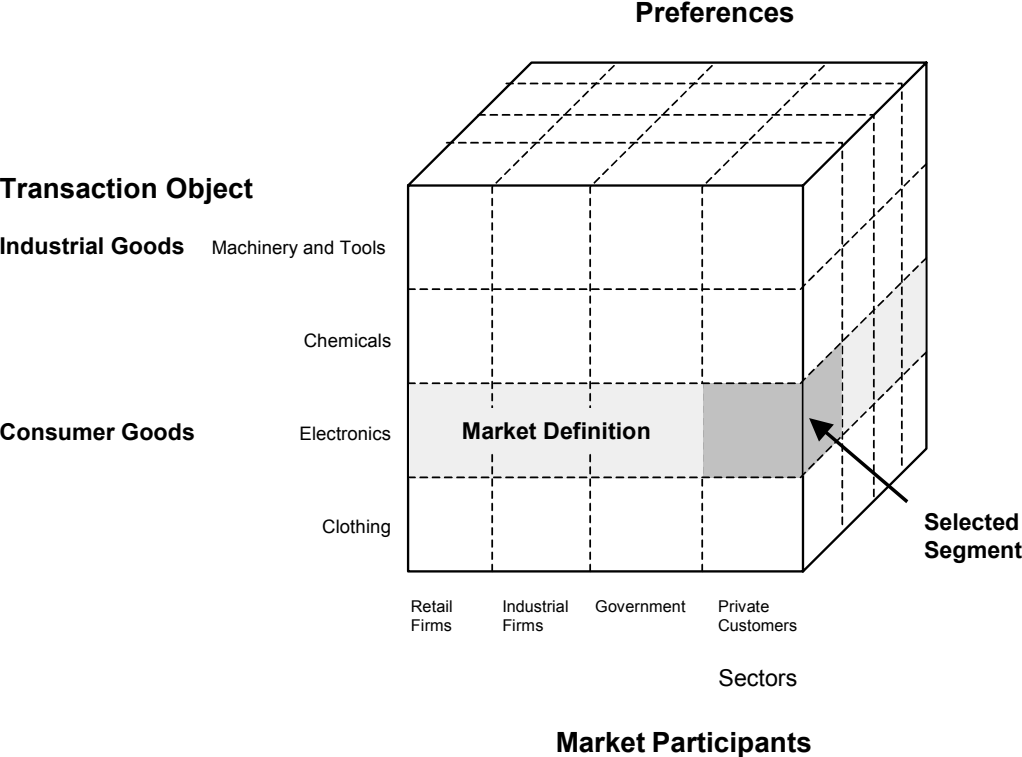 Preferences
Transaction Object
Industrial Goods Machinery and Tools
Chemicals
Consumer Goods Electronics Market Definition
Clothing
Selected
Segment
Retail
Firms
Industrial
Firms
Government
Private
Customers
Sectors
Market Participants